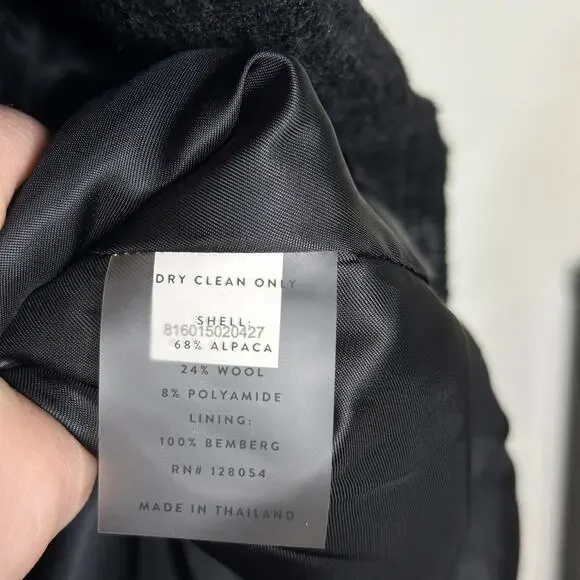 DRY CLEAN ONLY
SHELL:
816015020427
68% ALPACA
24% WOOL
8% POLYAMIDE
LINING:
100% BEMBERG
RN# 128054
MADE IN THAILAND